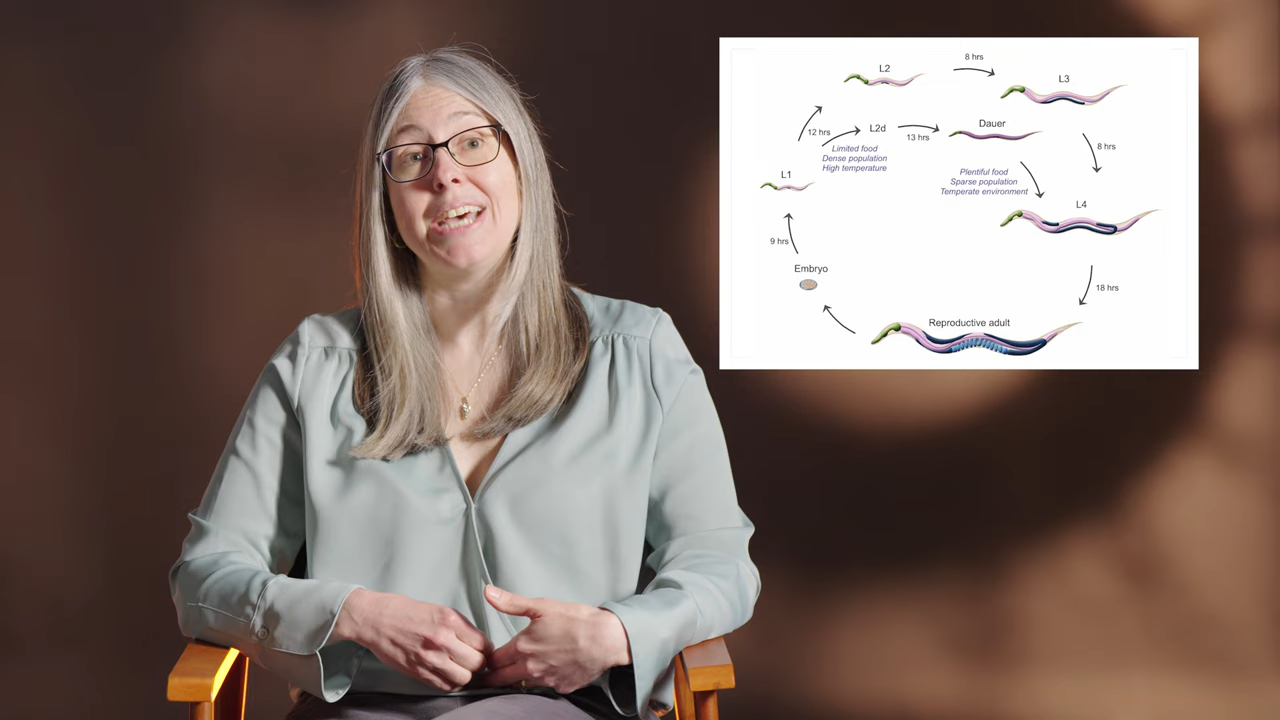 8 hrs
L2
L3
12 hrs
L2d
13 hrs
Dauer
8 hrs
Limited food
Dense population
High temperature
L1
Plentiful food
Sparse population
Temperate environment
L4
9 hrs
Embryo
18 hrs
Reproductive adult